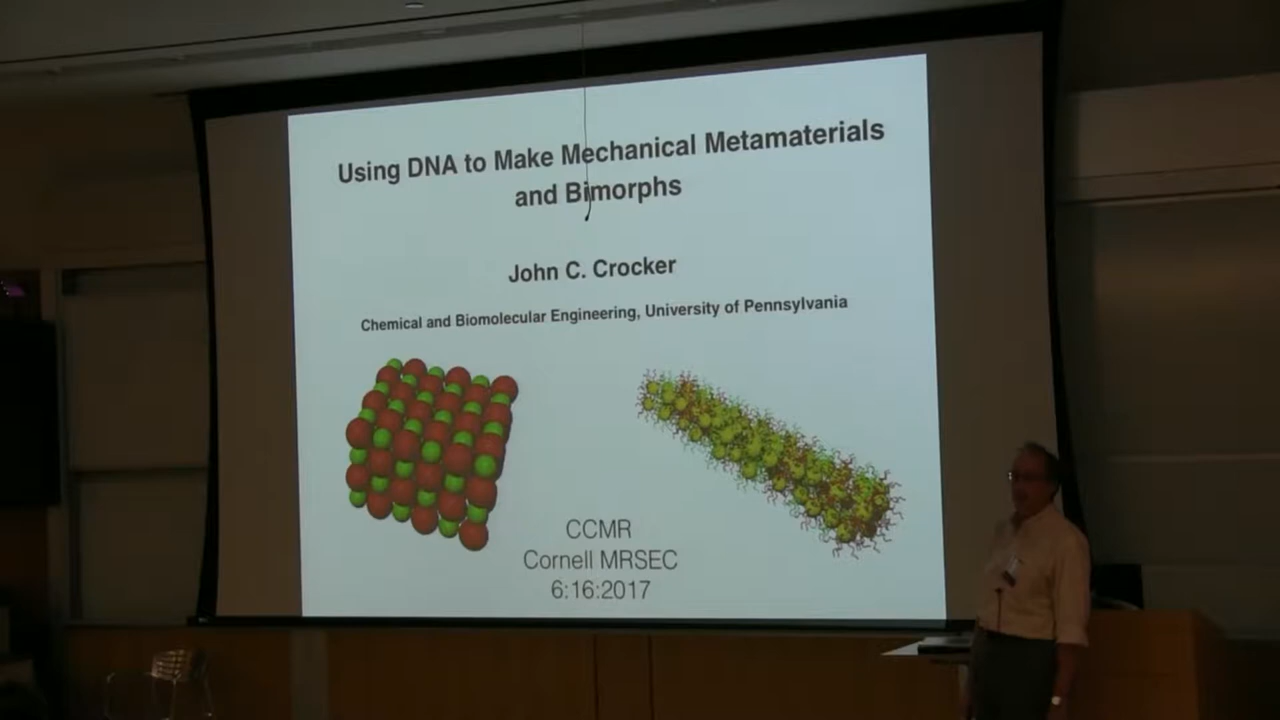 Using DNA to Make Mechanical Metamaterials
and Bimorphs
John C. Crocker
Chemical and Biomolecular Engineering, University of Pennsylvania
CCMR
Cornell MRSEC
6:16:2017